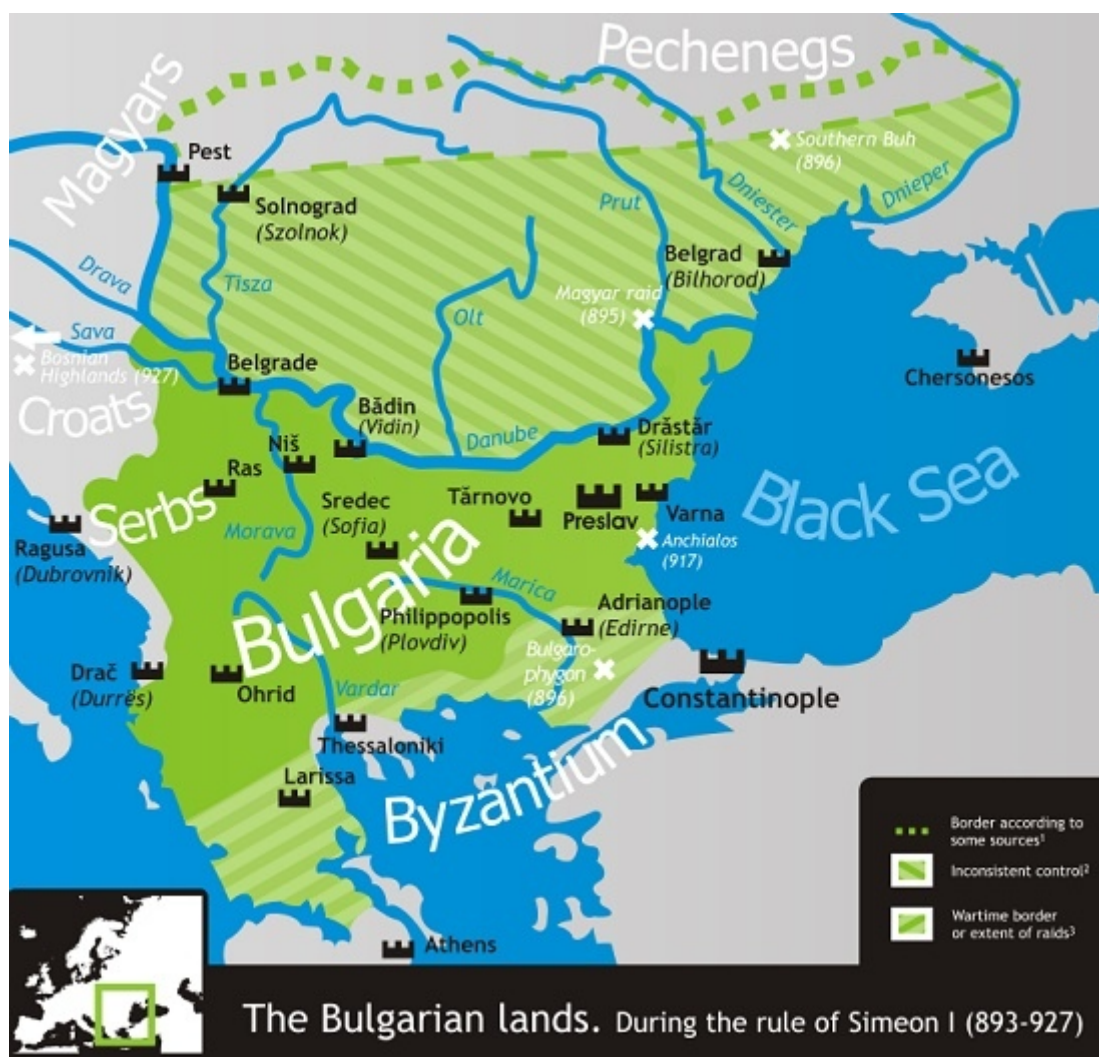 Pechenegs
Magyars
Pest
Southern Buh
(896)
Solnograd
(Szolnok)
Prut
Dniester
Dnieper
Drava
Tisza
Belgrad
(Bilhorod)
Magyar raid
(895)
Olt
Sava
Bosnian
Highlands (927)
Belgrade
Croats
Chersonesos
Bădin
(Vidin)
Danube
Drăstăr
(Silistra)
Niš
Ras
Serbs
Sredec
(Sofia)
Tărnovo
Preslav
Varna
Black Sea
Morava
Ragusa
(Dubrovnik)
Anchialos
(917)
Bulgaria
Marica
Philippopolis
(Plovdiv)
Adrianople
(Edirne)
Bulgaro-
phygon
(896)
Drač
(Durrës)
Ohrid
Vardar
Constantinople
Thessaloniki
Larissa
Byzantium
Athens
Border according to
some sources¹
Inconsistent control²
Wartime border
or extent of raids³
The Bulgarian lands. During the rule of Simeon I (893-927)